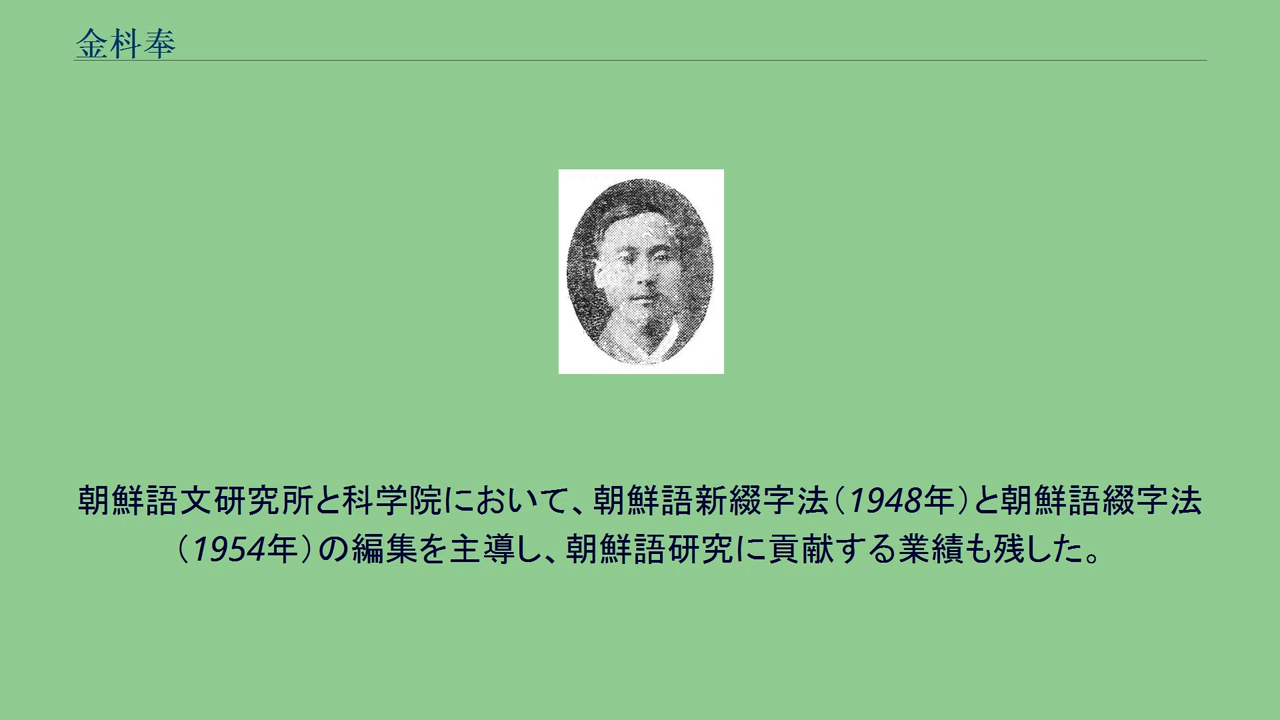 金枓奉
朝鮮語文研究所と科学院において、朝鮮語新綴字法（1948年）と朝鮮語綴字法
（1954年）の編集を主導し、朝鮮語研究に貢献する業績も残した。